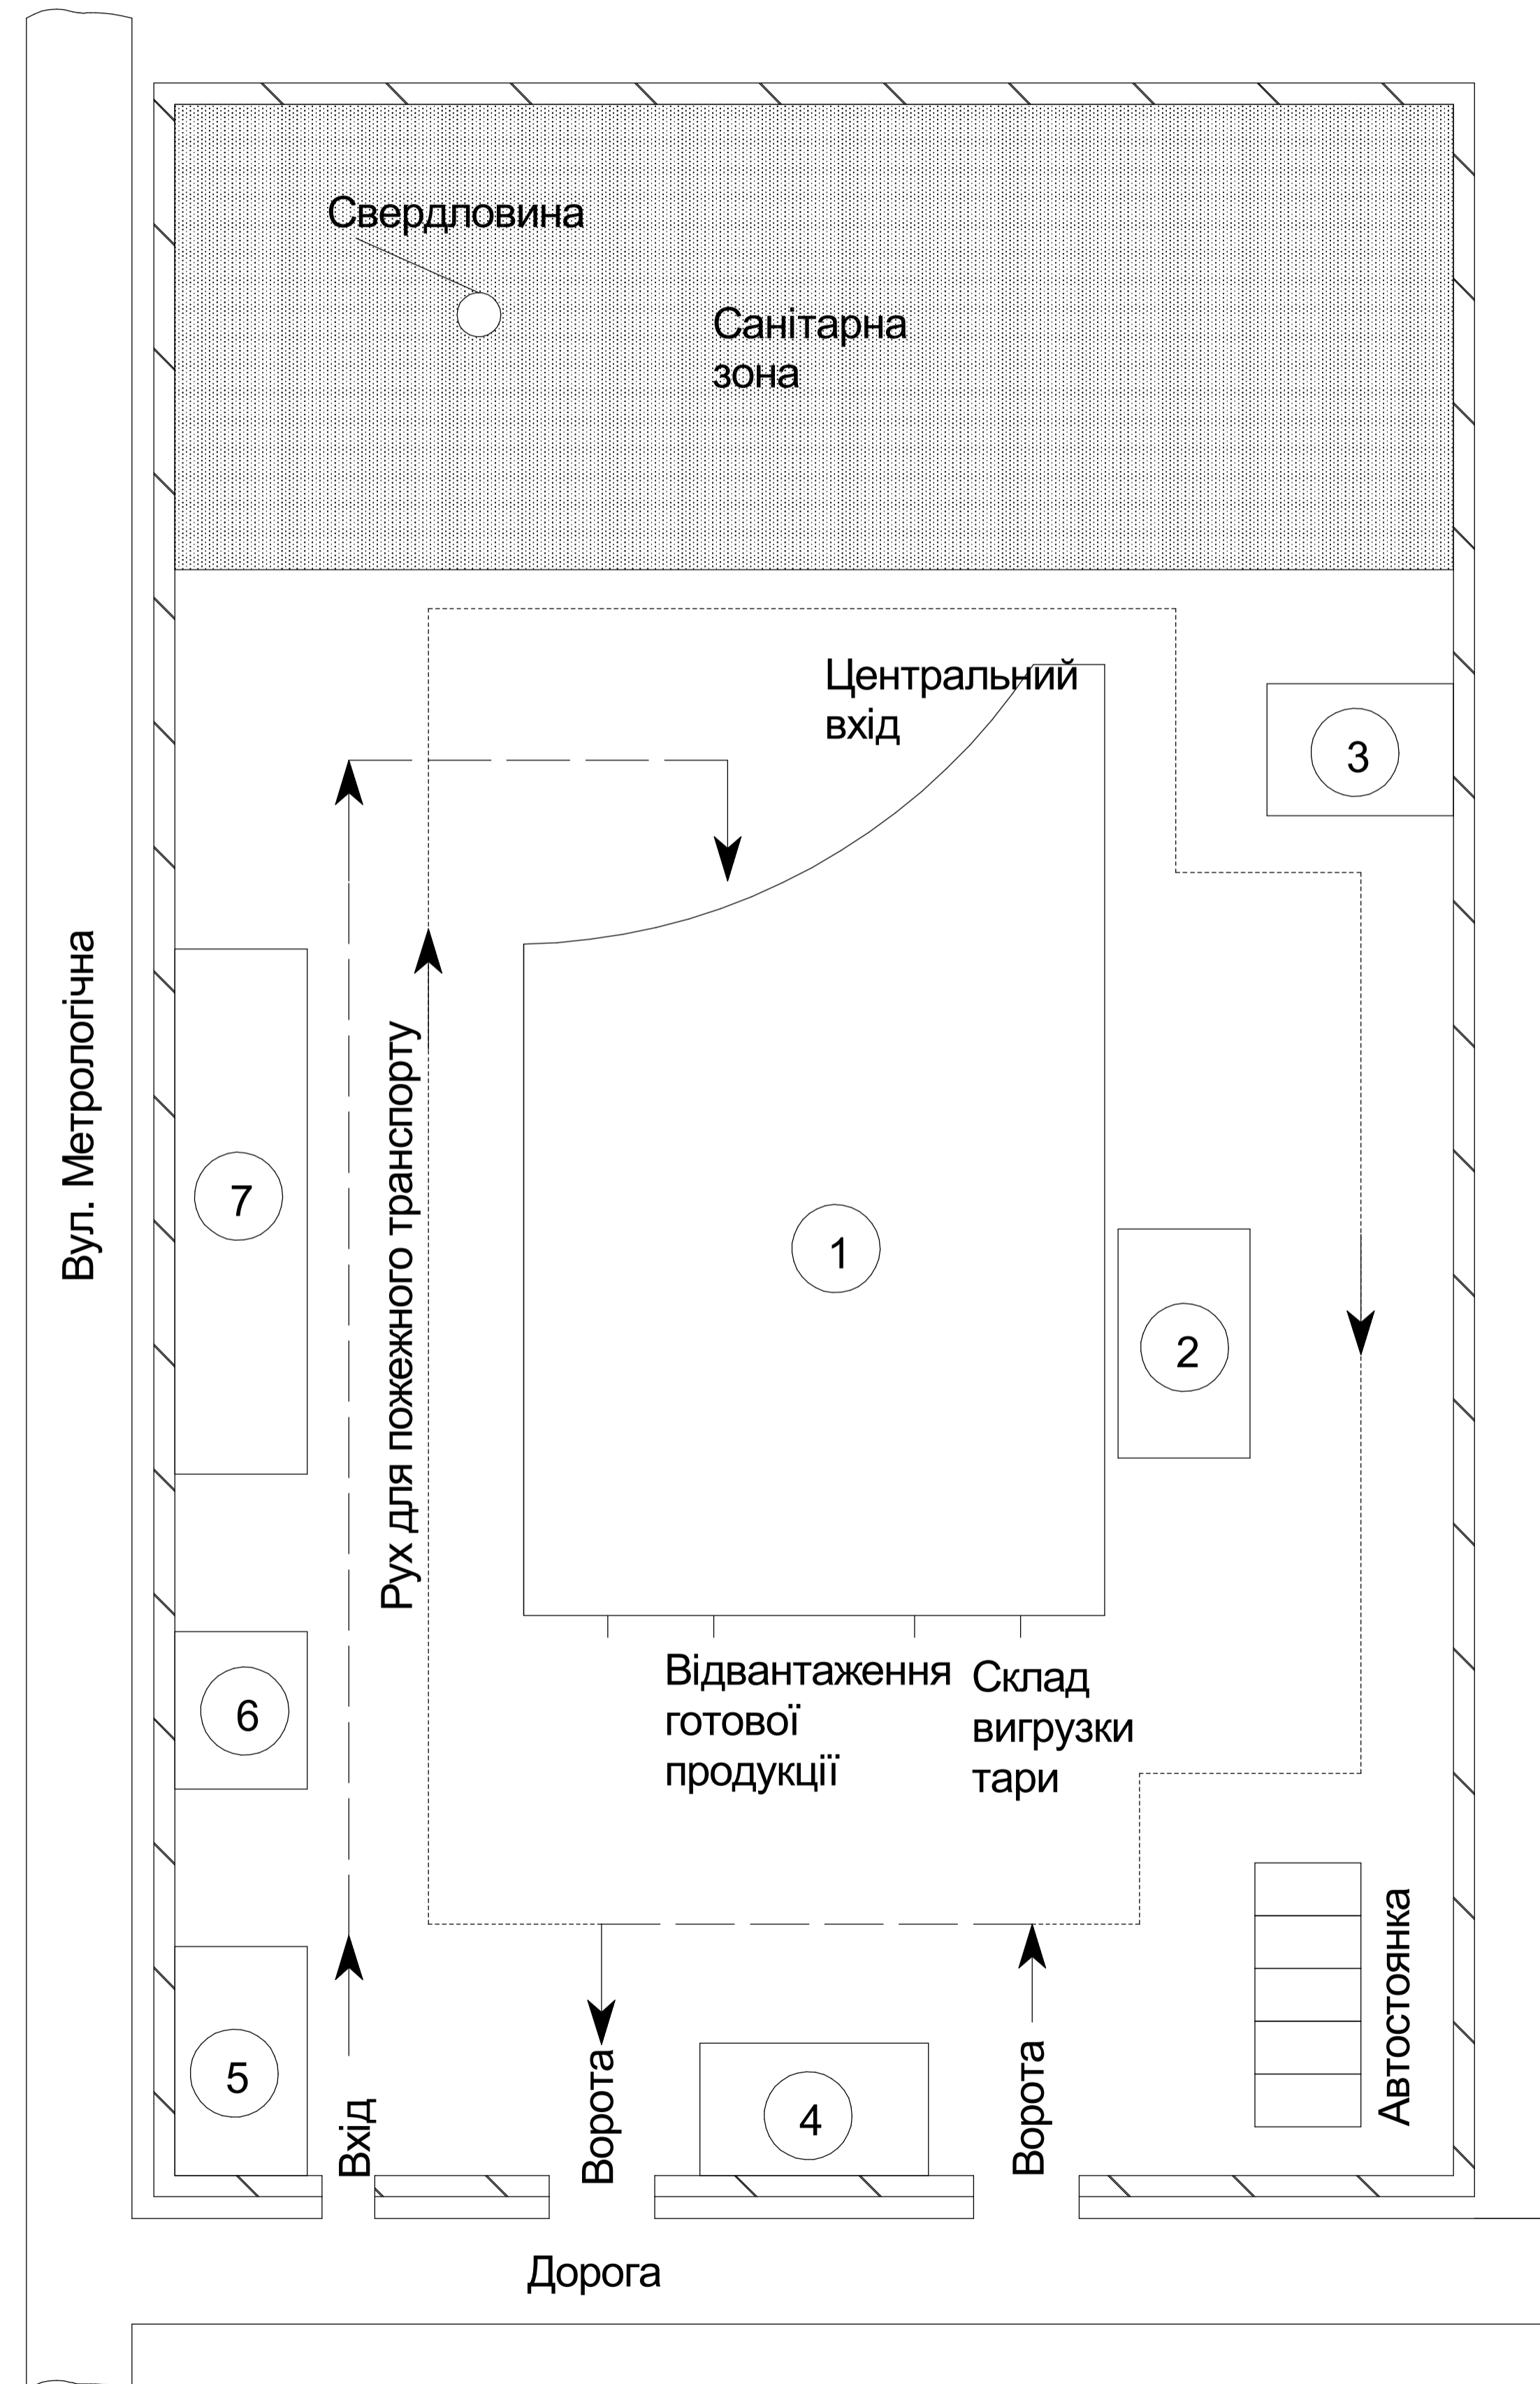 Свердловина
Санітарна
зона
Центральний
вхід
3
Вул. Метрологічна
Рух для пожежного транспорту
7
1
2
Відвантаження
готової
продукції
Склад
вигрузки
тари
6
5
Вхід
Ворота
4
Ворота
Автостоянка
Дорога